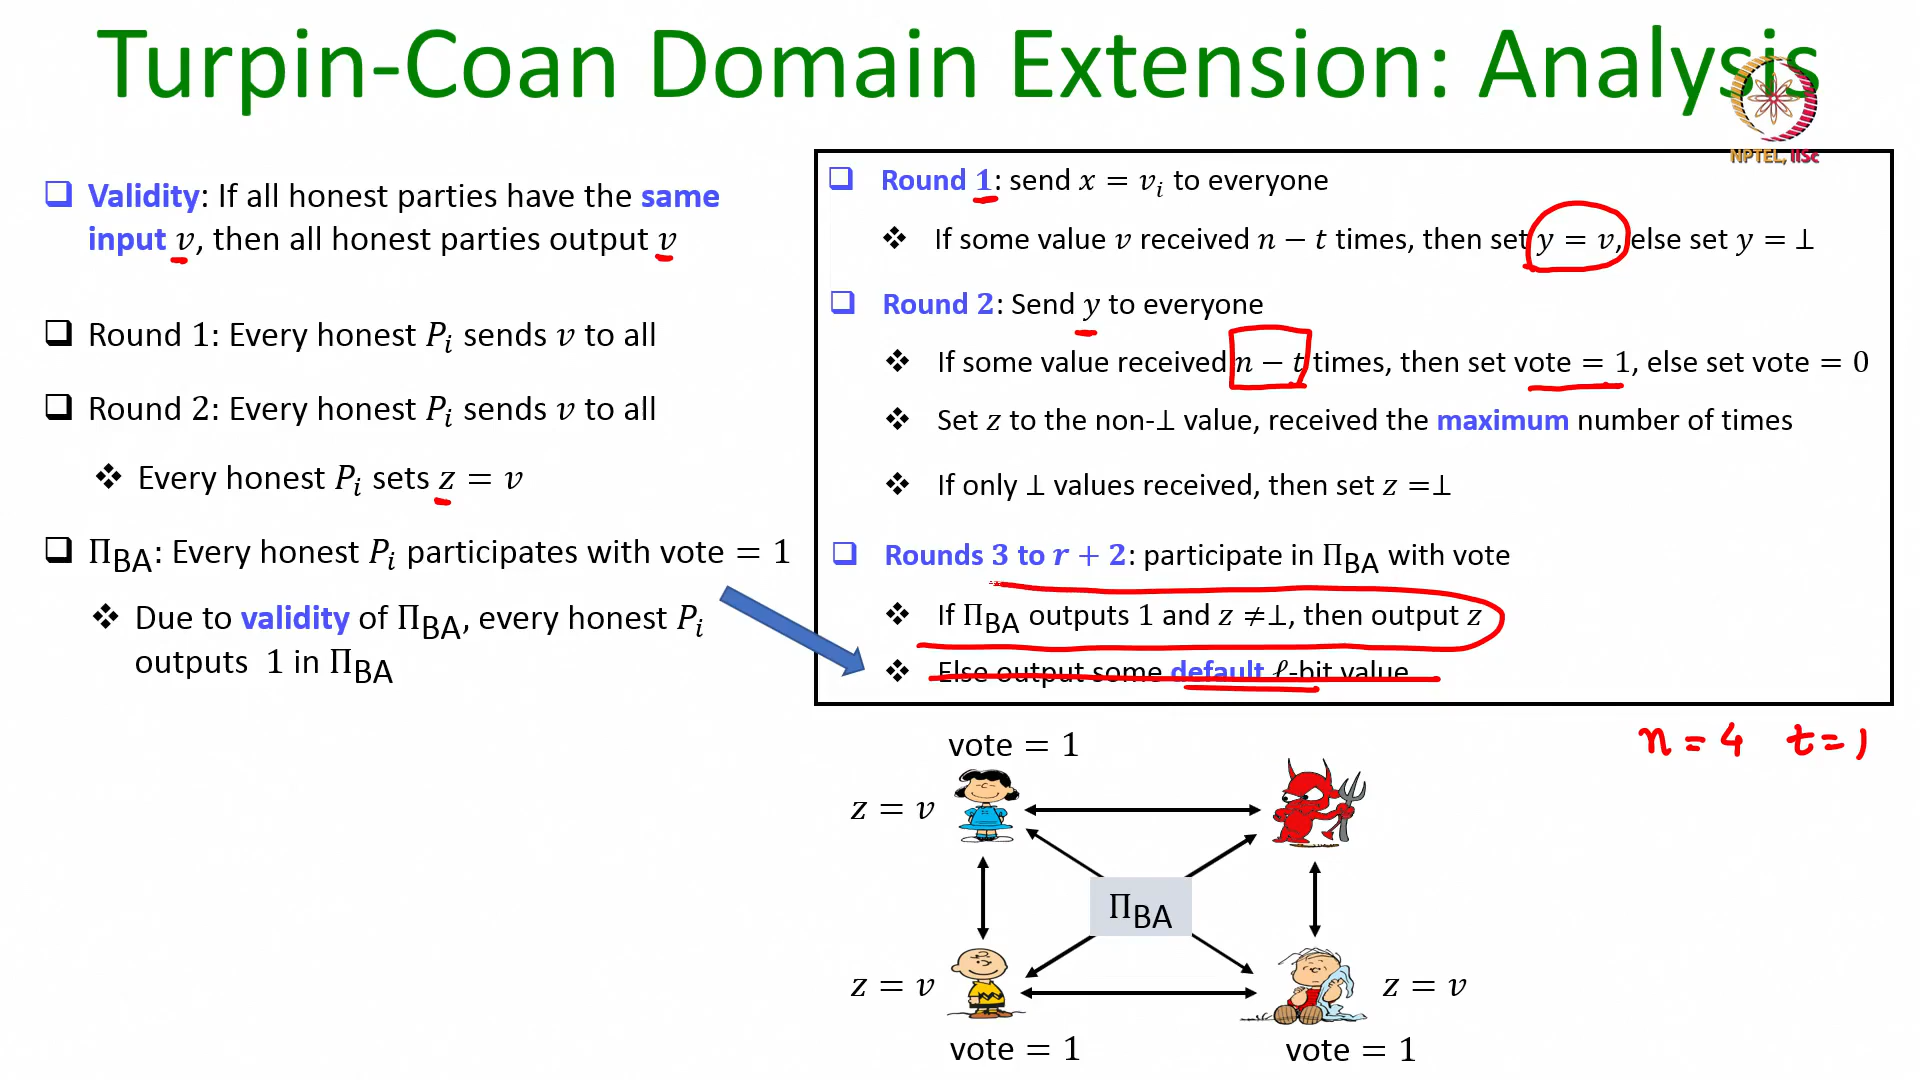 Turpin-Coan Domain Extension: Analysis
NPTEL, IISc
❑ Validity: If all honest parties have the same
input v, then all honest parties output v
❑ Round 1: Every honest Pᵢ sends v to all
❑ Round 2: Every honest Pᵢ sends v to all
❖ Every honest Pᵢ sets z = v
❑ Π_BA: Every honest Pᵢ participates with vote = 1
❖ Due to validity of Π_BA, every honest Pᵢ
outputs 1 in Π_BA
❑ Round 1: send x = vᵢ to everyone
❖ If some value v received n − t times, then set y = v, else set y = ⊥
❑ Round 2: Send y to everyone
❖ If some value received n − t times, then set vote = 1, else set vote = 0
❖ Set z to the non-⊥ value, received the maximum number of times
❖ If only ⊥ values received, then set z =⊥
❑ Rounds 3 to r + 2: participate in Π_BA with vote
❖ If Π_BA outputs 1 and z ≠⊥, then output z
❖ Else output some default ℓ-bit value
n = 4 t = 1
vote = 1
z = v
Π_BA
z = v
z = v
vote = 1
vote = 1